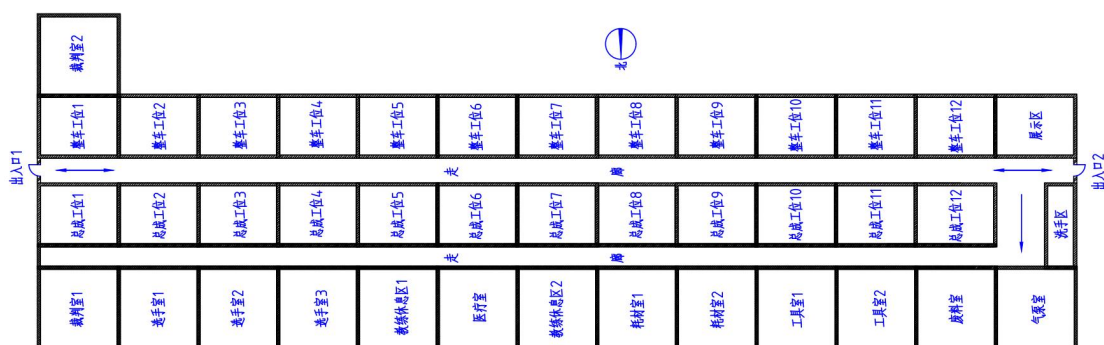 裁判室2
北
整车工位1
整车工位2
整车工位3
整车工位4
整车工位5
整车工位6
整车工位7
整车工位8
整车工位9
整车工位10
整车工位11
整车工位12
展示区
出入口1
走
廊
出入口2
总成工位1
总成工位2
总成工位3
总成工位4
总成工位5
总成工位6
总成工位7
总成工位8
总成工位9
总成工位10
总成工位11
总成工位12
洗手区
走
廊
裁判室1
选手室1
选手室2
选手室3
教练休息区1
医疗室
教练休息区2
耗材室1
耗材室2
工具室1
工具室2
废料室
气泵室